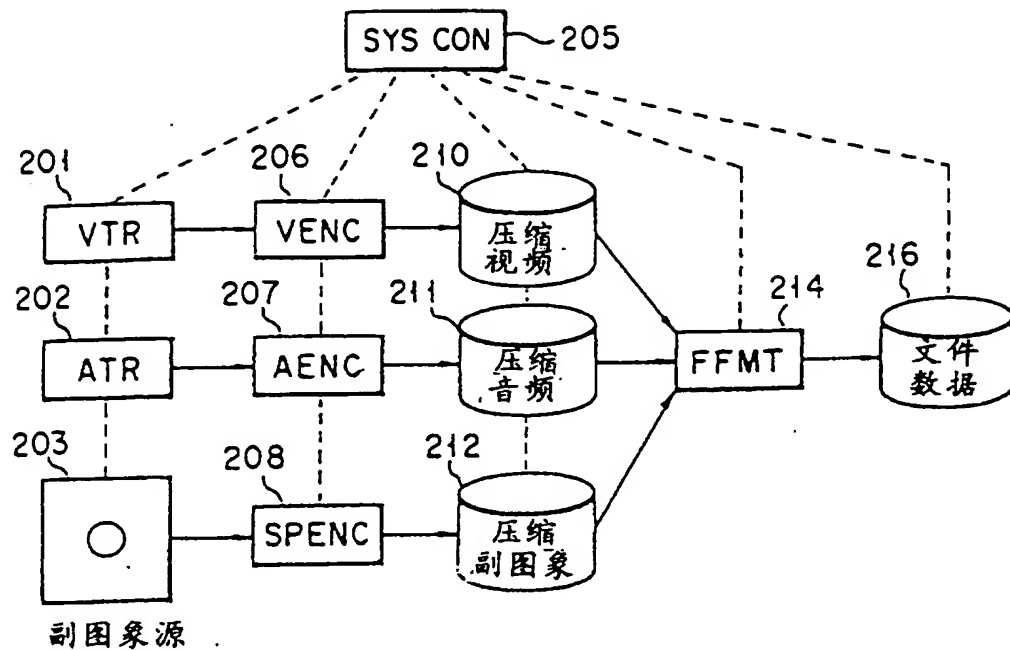 SYS CON 205
201 206 210
VTR VENC 压缩
视频
202 207 211 214 216
ATR AENC 压缩
音频
FFMT 文件
数据
203 208 212
SPENC 压缩
副图象
副图象源